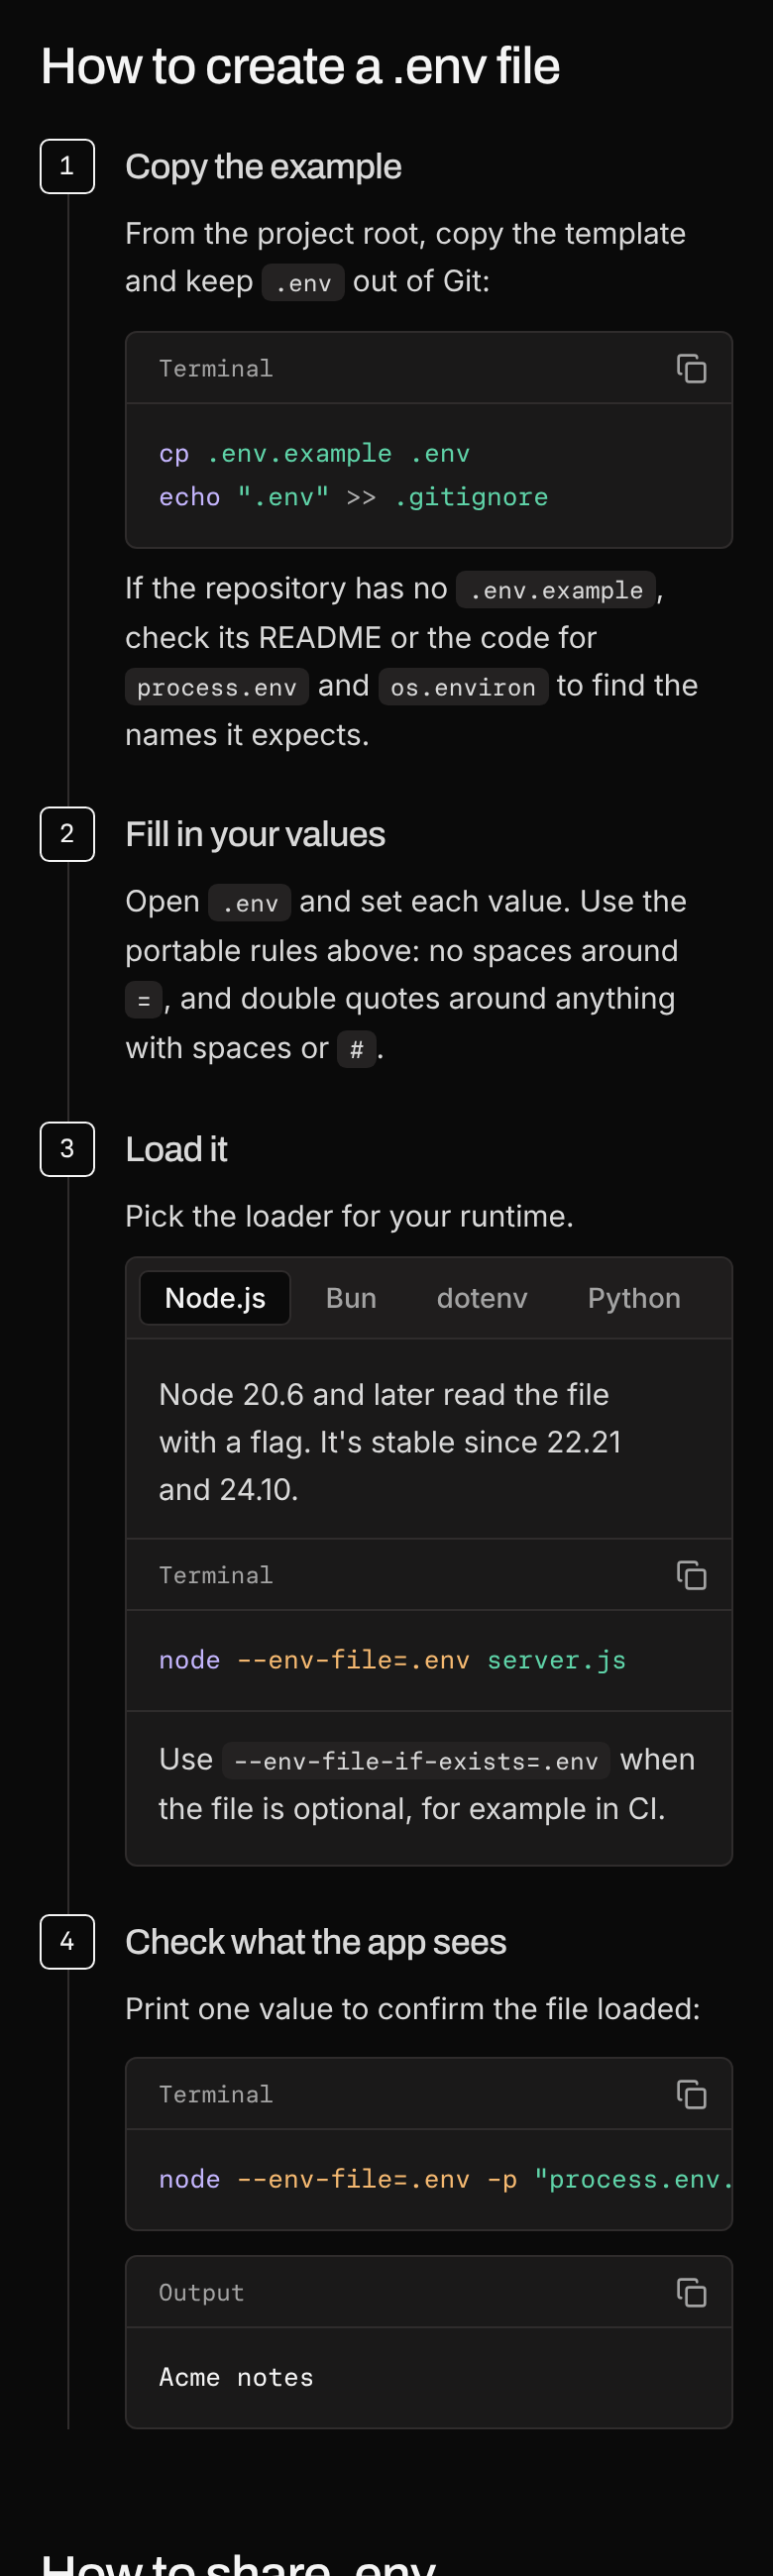 How to create a .env file
1
Copy the example
From the project root, copy the template
and keep .env out of Git:
Terminal
cp .env.example .env
echo ".env" >> .gitignore
If the repository has no .env.example,
check its README or the code for
process.env and os.environ to find the
names it expects.
2
Fill in your values
Open .env and set each value. Use the
portable rules above: no spaces around
=, and double quotes around anything
with spaces or #.
3
Load it
Pick the loader for your runtime.
Node.js Bun dotenv Python
Node 20.6 and later read the file
with a flag. It's stable since 22.21
and 24.10.
Terminal
node --env-file=.env server.js
Use --env-file-if-exists=.env when
the file is optional, for example in CI.
4
Check what the app sees
Print one value to confirm the file loaded:
Terminal
node --env-file=.env -p "process.env.
Output
Acme notes
How to share .env